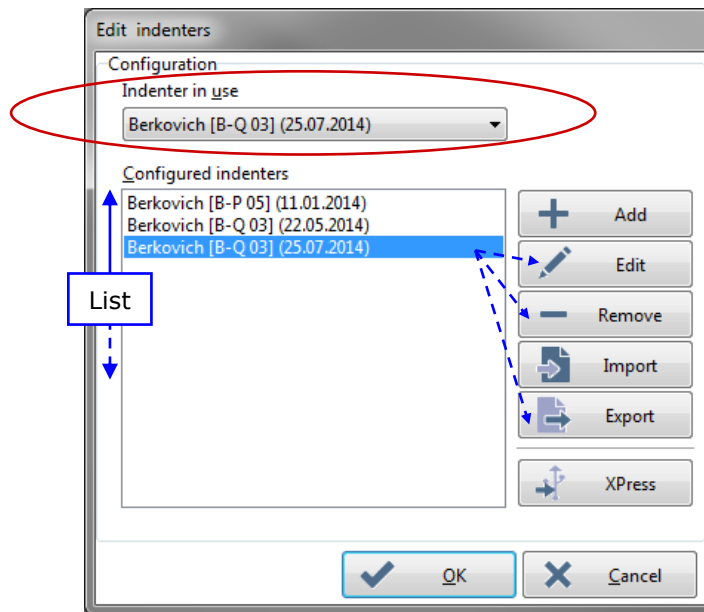 Edit indenters
Configuration
Indenter in use
Berkovich [B-Q 03] (25.07.2014)
Configured indenters
Berkovich [B-P 05] (11.01.2014)
Berkovich [B-Q 03] (22.05.2014)
Berkovich [B-Q 03] (25.07.2014)
List
Add
Edit
Remove
Import
Export
XPress
OK
Cancel